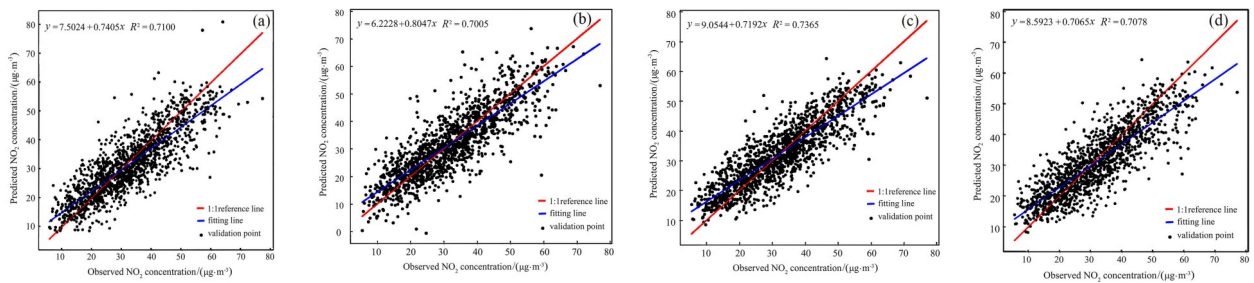 y=7.5024+0.7405x R²=0.7100
(a)
Predicted NO₂ concentration/(μg·m⁻³)
80
70
60
50
40
30
20
10
1:1reference line
fitting line
validation point
10 20 30 40 50 60 70 80
Observed NO₂ concentration/(μg·m⁻³)
y=6.2228+0.8047x R²=0.7005
(b)
Predicted NO₂ concentration/(μg·m⁻³)
80
70
60
50
40
30
20
10
0
1:1reference line
fitting line
validation point
10 20 30 40 50 60 70 80
Observed NO₂ concentration/(μg·m⁻³)
y=9.0544+0.7192x R²=0.7365
(c)
Predicted NO₂ concentration/(μg·m⁻³)
80
70
60
50
40
30
20
10
1:1reference line
fitting line
validation point
10 20 30 40 50 60 70 80
Observed NO₂ concentration/(μg·m⁻³)
y=8.5923+0.7065x R²=0.7078
(d)
Predicted NO₂ concentration/(μg·m⁻³)
80
70
60
50
40
30
20
10
1:1reference line
fitting line
validation point
10 20 30 40 50 60 70 80
Observed NO₂ concentration/(μg·m⁻³)